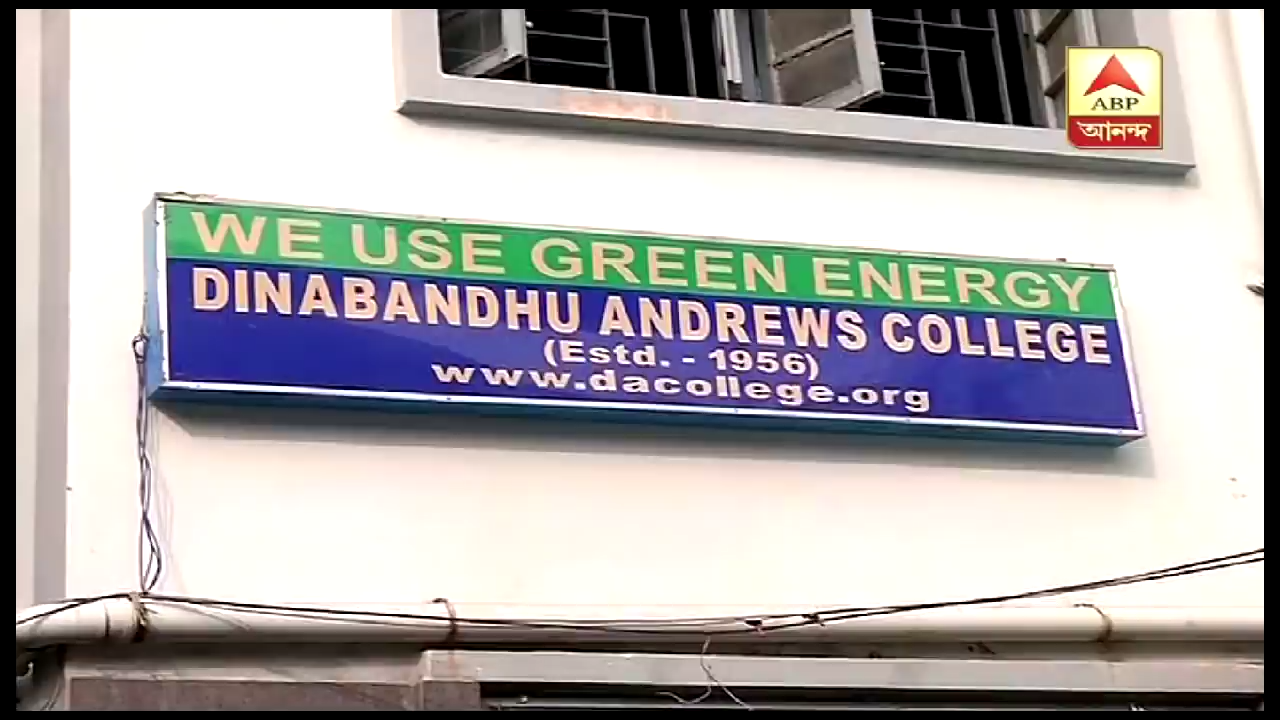 ABP
আনন্দ
WE USE GREEN ENERGY
DINABANDHU ANDREWS COLLEGE
(Estd. - 1956)
www.dacollege.org